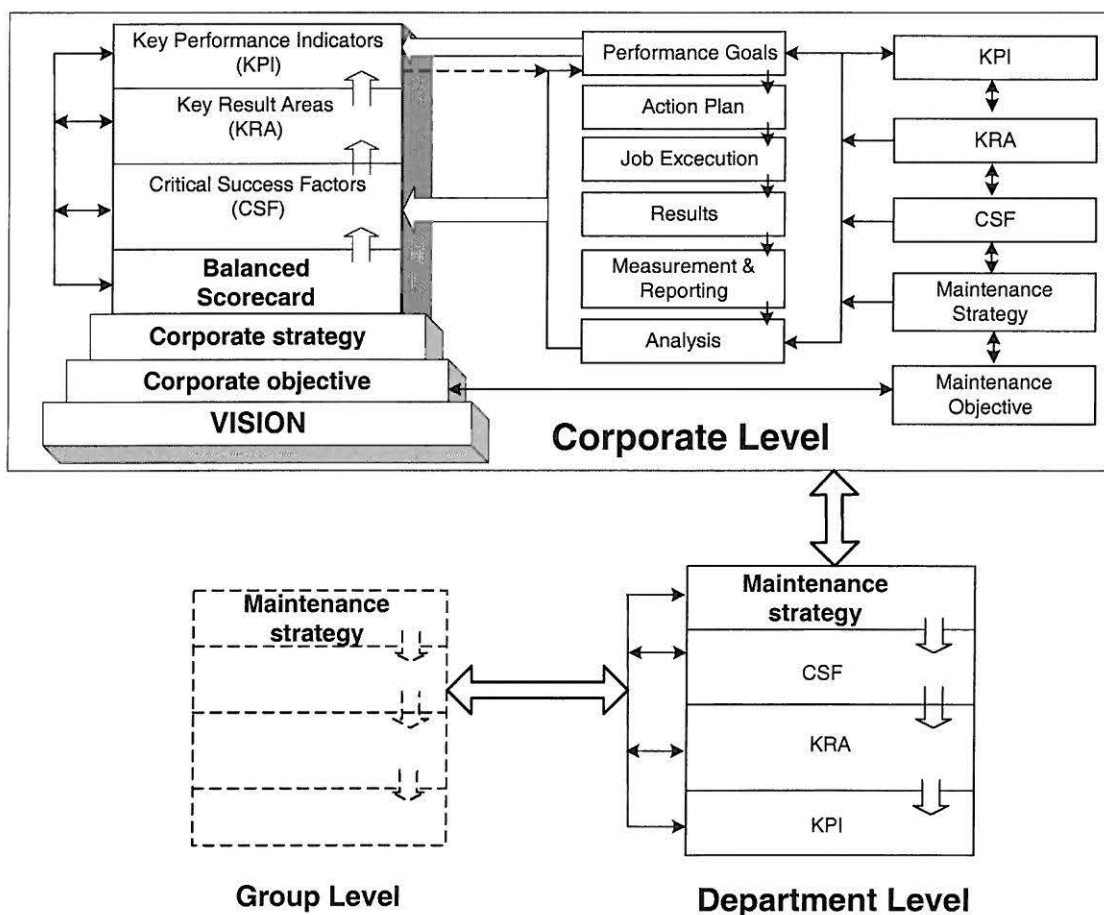 Key Performance Indicators
(KPI)
Key Result Areas
(KRA)
Critical Success Factors
(CSF)
Balanced
Scorecard
Corporate strategy
Corporate objective
VISION
Performance Goals
Action Plan
Job Excecution
Results
Measurement &
Reporting
Analysis
KPI
KRA
CSF
Maintenance
Strategy
Maintenance
Objective
Corporate Level
Maintenance
strategy
Group Level
Maintenance
strategy
CSF
KRA
KPI
Department Level